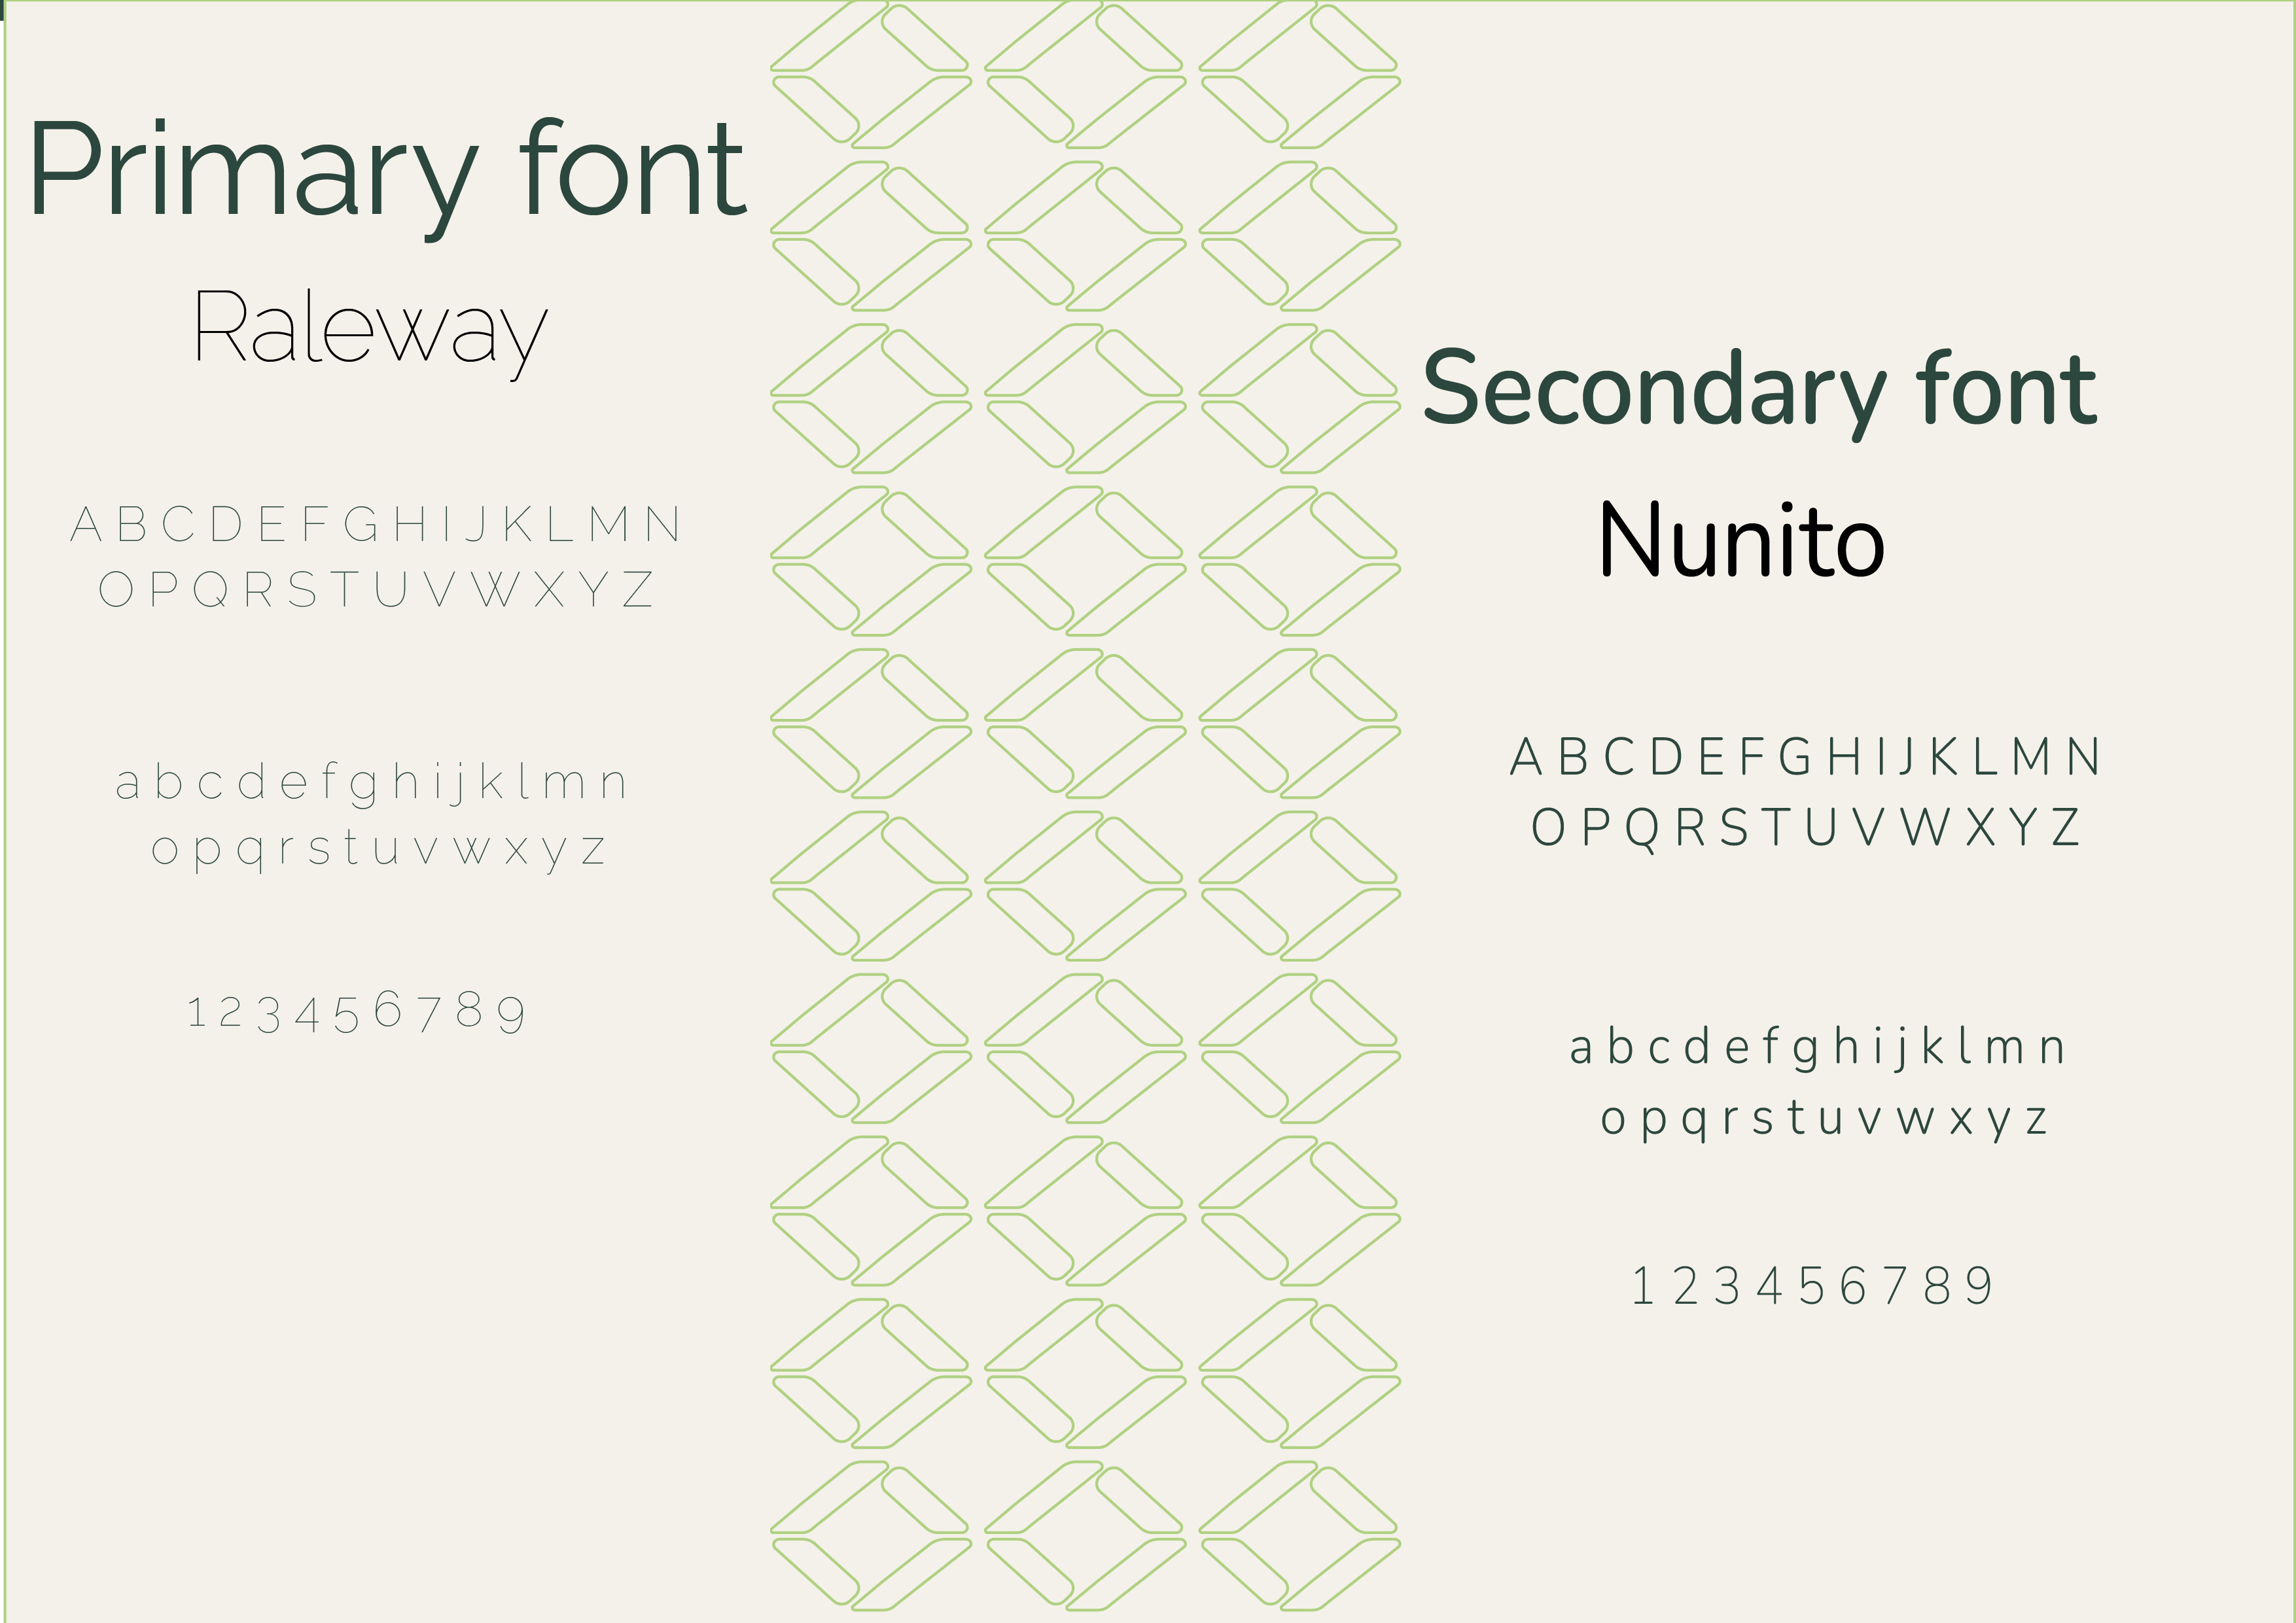 Primary font
Raleway
A B C D E F G H I J K L M N
O P Q R S T U V W X Y Z
a b c d e f g h i j k l m n
o p q r s t u v w x y z
1 2 3 4 5 6 7 8 9
Secondary font
Nunito
A B C D E F G H I J K L M N
O P Q R S T U V W X Y Z
a b c d e f g h i j k l m n
o p q r s t u v w x y z
1 2 3 4 5 6 7 8 9